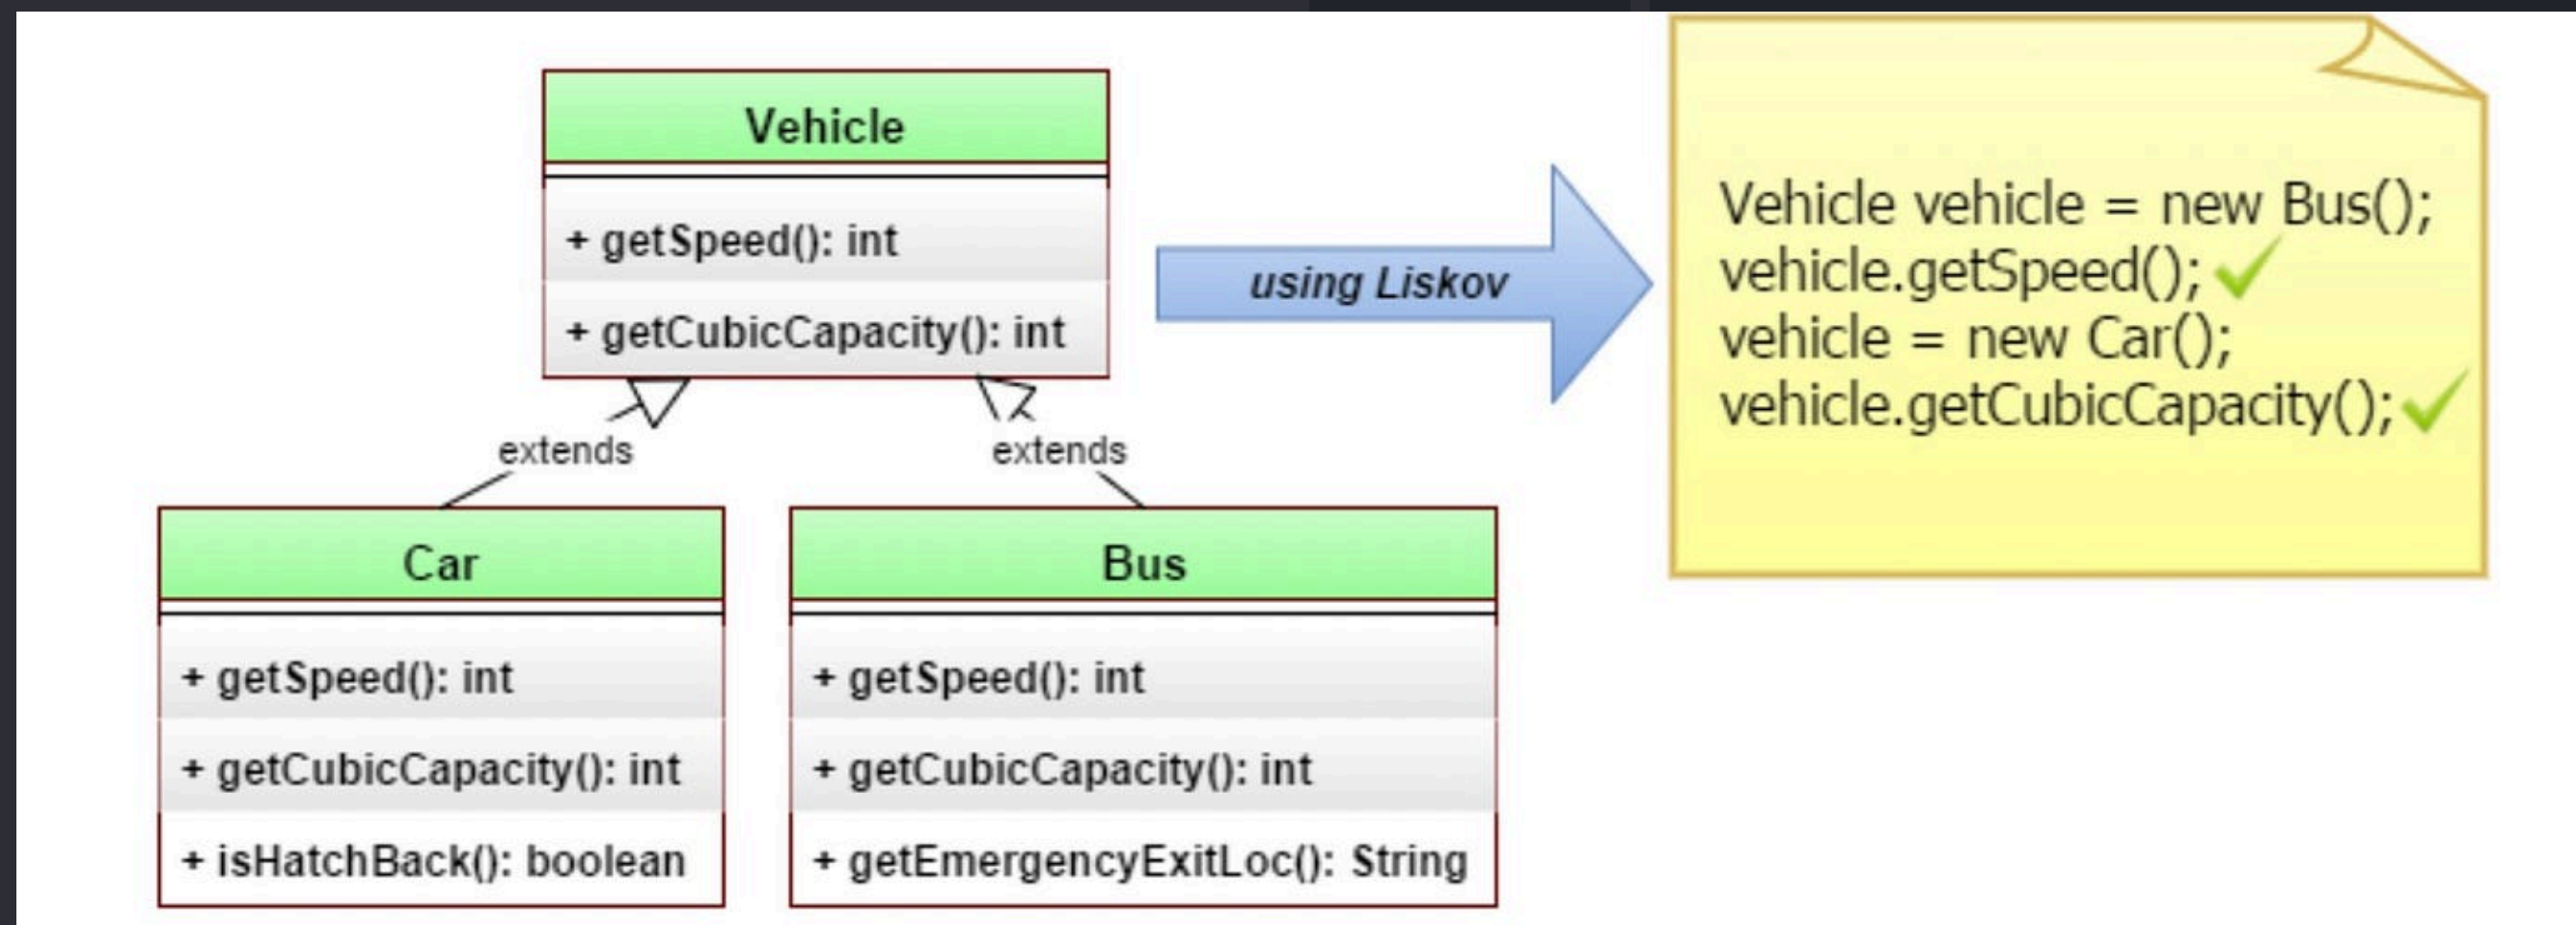 Vehicle
+ getSpeed(): int
+ getCubicCapacity(): int
extends
extends
Car
+ getSpeed(): int
+ getCubicCapacity(): int
+ isHatchBack(): boolean
Bus
+ getSpeed(): int
+ getCubicCapacity(): int
+ getEmergencyExitLoc(): String
using Liskov
Vehicle vehicle = new Bus();
vehicle.getSpeed();
vehicle = new Car();
vehicle.getCubicCapacity();